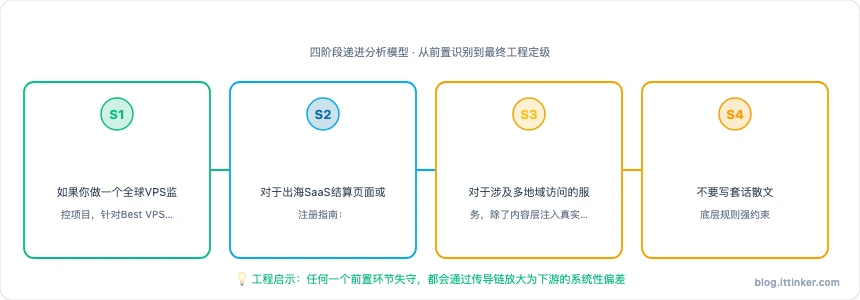 四阶段递进分析模型 · 从前置识别到最终工程定级
S1
如果你做一个全球VPS监
控项目，针对Best VPS...
S2
对于出海SaaS结算页面或
注册指南：
S3
对于涉及多地域访问的服
务，除了内容层注入真实...
S4
不要写套话散文
底层规则强约束
💡 工程启示：任何一个前置环节失守，都会通过传导链放大为下游的系统性偏差
blog.ittinker.com